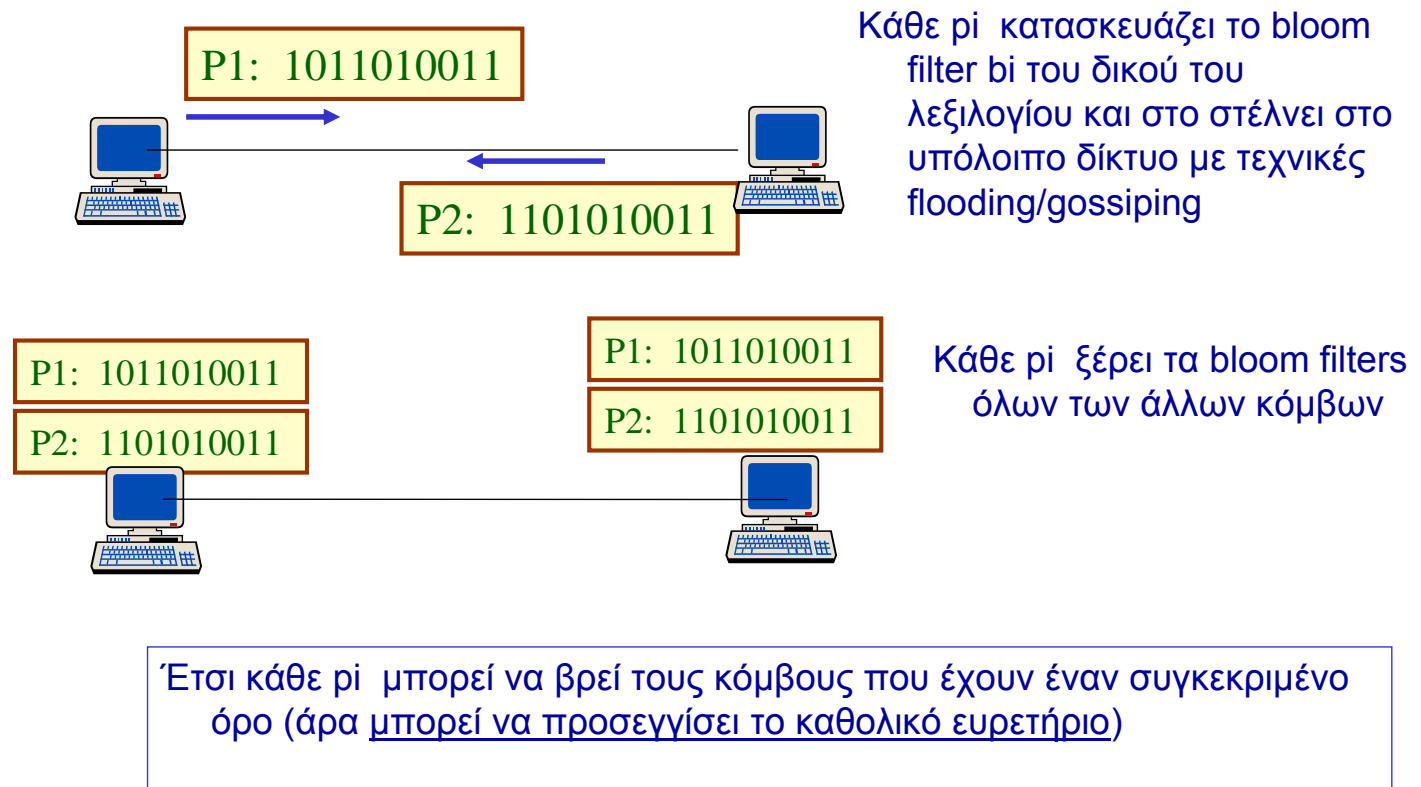 P1: 1011010011
P2: 1101010011
Κάθε pi κατασκευάζει το bloom
filter bi του δικού του
λεξιλογίου και στο στέλνει στο
υπόλοιπο δίκτυο με τεχνικές
flooding/gossiping
P1: 1011010011
P2: 1101010011
P1: 1011010011
P2: 1101010011
Κάθε pi ξέρει τα bloom filters
όλων των άλλων κόμβων
Έτσι κάθε pi μπορεί να βρεί τους κόμβους που έχουν έναν συγκεκριμένο
όρο (άρα μπορεί να προσεγγίσει το καθολικό ευρετήριο)